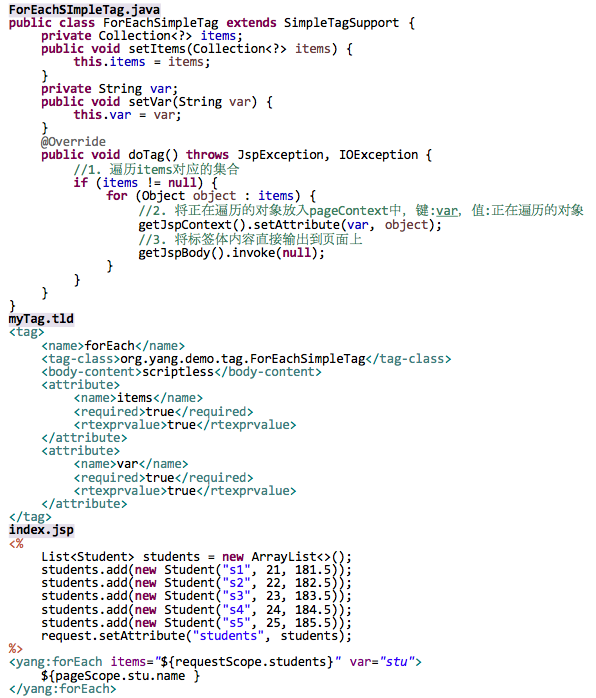 ForEachSImpleTag.java
public class ForEachSimpleTag extends SimpleTagSupport {
    private Collection<?> items;
    public void setItems(Collection<?> items) {
        this.items = items;
    }
    private String var;
    public void setVar(String var) {
        this.var = var;
    }
    @Override
    public void doTag() throws JspException, IOException {
        //1. 遍历items对应的集合
        if (items != null) {
            for (Object object : items) {
                //2. 将正在遍历的对象放入pageContext中, 键:var, 值:正在遍历的对象
                getJspContext().setAttribute(var, object);
                //3. 将标签体内容直接输出到页面上
                getJspBody().invoke(null);
            }
        }
    }
}
myTag.tld
<tag>
    <name>forEach</name>
    <tag-class>org.yang.demo.tag.ForEachSimpleTag</tag-class>
    <body-content>scriptless</body-content>
    <attribute>
        <name>items</name>
        <required>true</required>
        <rtexprvalue>true</rtexprvalue>
    </attribute>
    <attribute>
        <name>var</name>
        <required>true</required>
        <rtexprvalue>true</rtexprvalue>
    </attribute>
</tag>
index.jsp
<%
    List<Student> students = new ArrayList<>();
    students.add(new Student("s1", 21, 181.5));
    students.add(new Student("s2", 22, 182.5));
    students.add(new Student("s3", 23, 183.5));
    students.add(new Student("s4", 24, 184.5));
    students.add(new Student("s5", 25, 185.5));
    request.setAttribute("students", students);
%>
<yang:forEach items="${requestScope.students}" var="stu">
    ${pageScope.stu.name }
</yang:forEach>